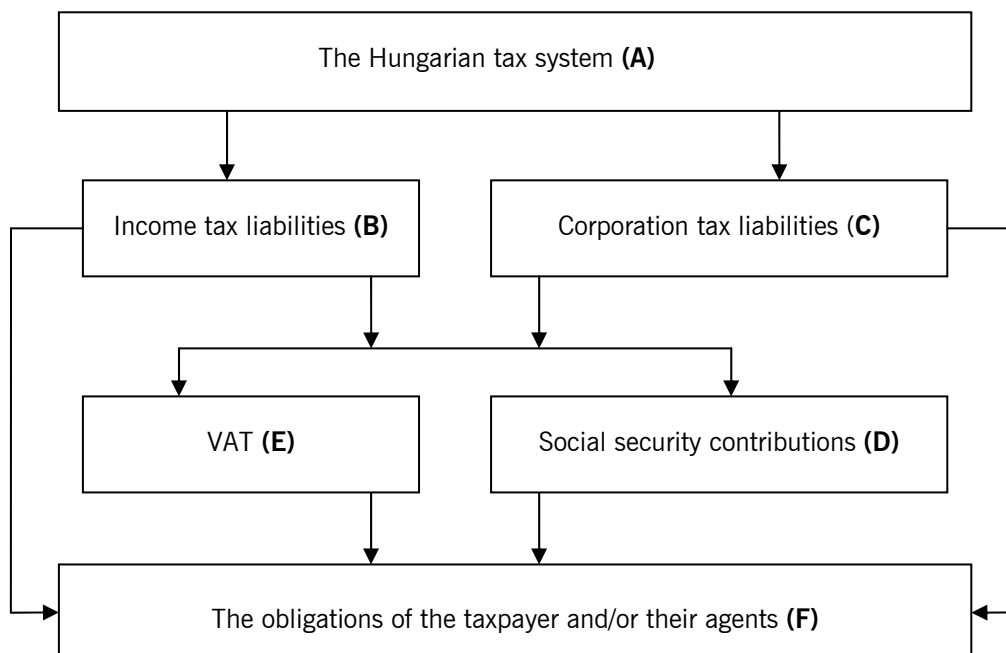 The Hungarian tax system (A)
Income tax liabilities (B)
Corporation tax liabilities (C)
VAT (E)
Social security contributions (D)
The obligations of the taxpayer and/or their agents (F)